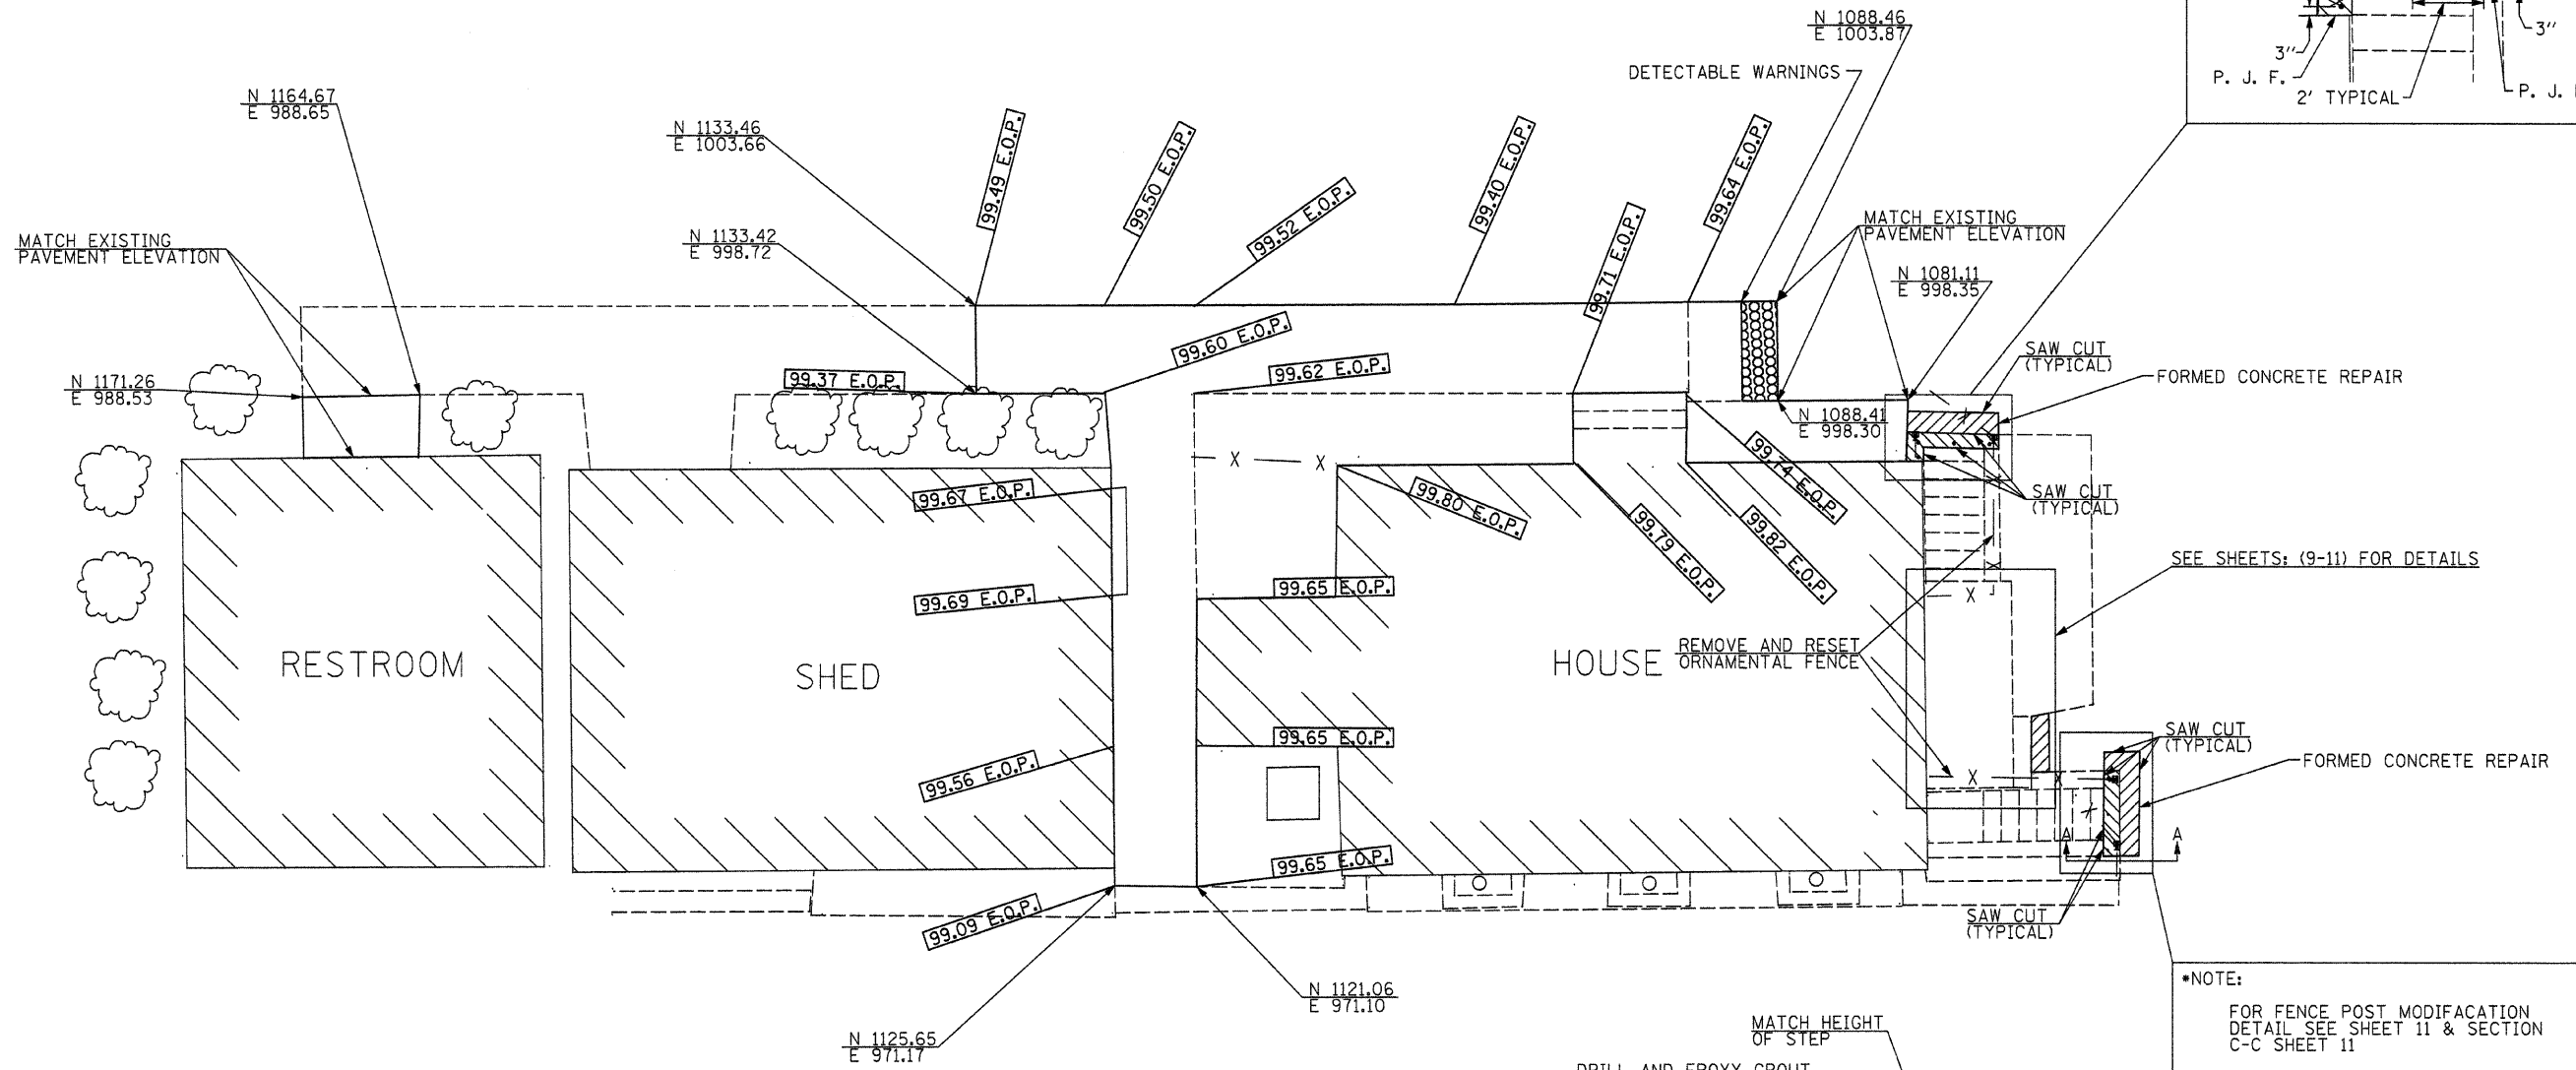 N 1088.46
E 1003.87
3"
3"
P. J. F.
2' TYPICAL
P. J.
DETECTABLE WARNINGS
N 1164.67
E 988.65
N 1133.46
E 1003.66
99.49 E.O.P.
99.50 E.O.P.
99.52 E.O.P.
99.40 E.O.P.
99.64 E.O.P.
99.71 E.O.P.
MATCH EXISTING
PAVEMENT ELEVATION
N 1133.42
E 998.72
MATCH EXISTING
PAVEMENT ELEVATION
N 1081.11
E 998.35
99.60 E.O.P.
99.62 E.O.P.
99.37 E.O.P.
SAW CUT
(TYPICAL)
FORMED CONCRETE REPAIR
N 1171.26
E 988.53
N 1088.41
E 998.30
X
X
99.74 E.O.P.
99.67 E.O.P.
99.80 E.O.P.
99.79 E.O.P.
99.82 E.O.P.
SAW CUT
(TYPICAL)
SEE SHEETS: (9-11) FOR DETAILS
X
X
99.69 E.O.P.
99.65 E.O.P.
RESTROOM
SHED
HOUSE
REMOVE AND RESET
ORNAMENTAL FENCE
99.65 E.O.P.
99.56 E.O.P.
SAW CUT
(TYPICAL)
FORMED CONCRETE REPAIR
X
X
A
A
99.65 E.O.P.
99.09 E.O.P.
SAW CUT
(TYPICAL)
N 1121.06
E 971.10
N 1125.65
E 971.17
*NOTE:
FOR FENCE POST MODIFACATION
DETAIL SEE SHEET 11 & SECTION
C-C SHEET 11
MATCH HEIGHT
OF STEP
DRILL AND EPOXY GROUT